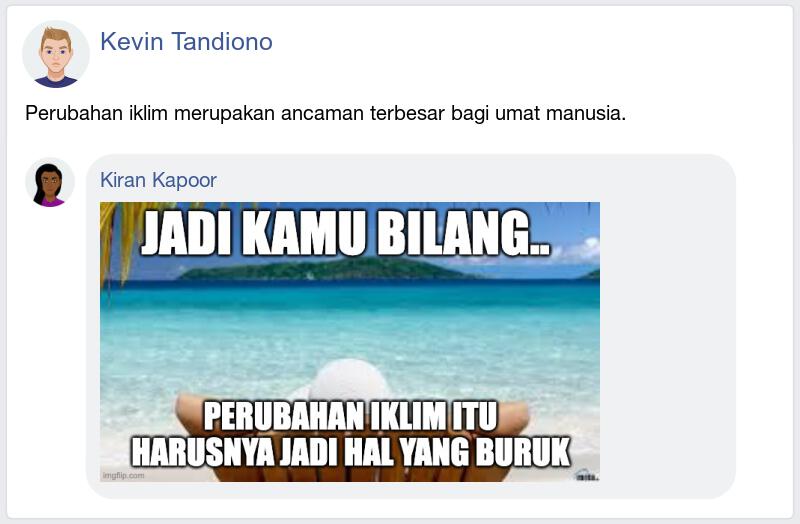 Kevin Tandiono
Perubahan iklim merupakan ancaman terbesar bagi umat manusia.
Kiran Kapoor
JADI KAMU BILANG..
PERUBAHAN IKLIM ITU
HARUSNYA JADI HAL YANG BURUK
imgflip.com